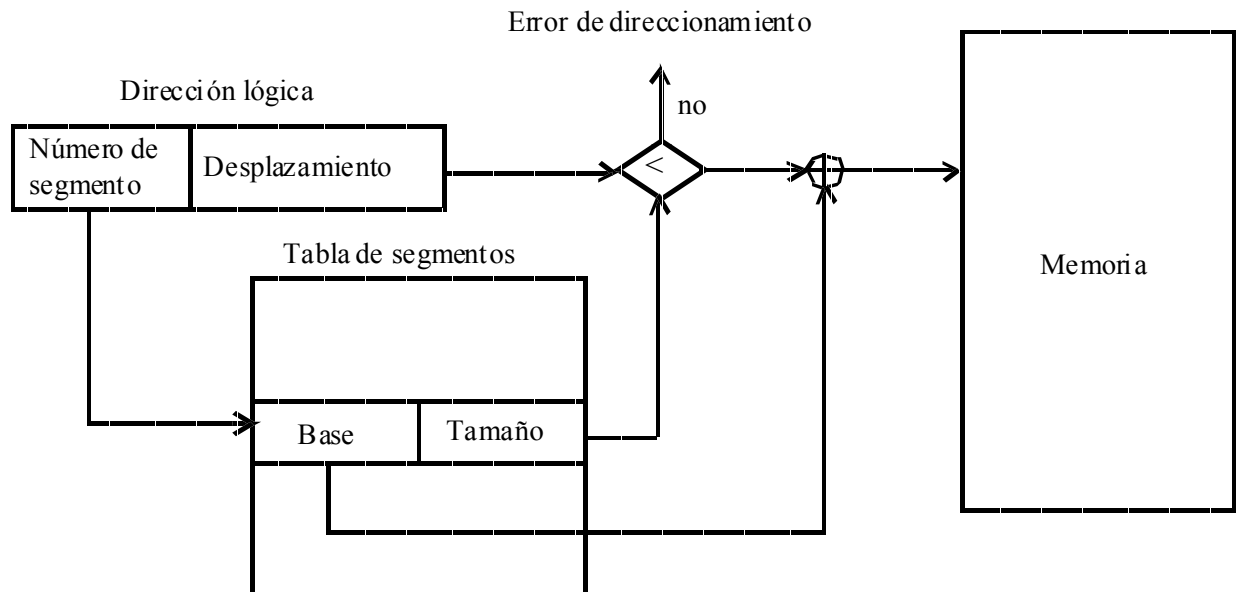 Error de direccionamiento
Dirección lógica
no
Número de
segmento
Desplazamiento
<
Tabla de segmentos
Memoria
Base
Tamaño